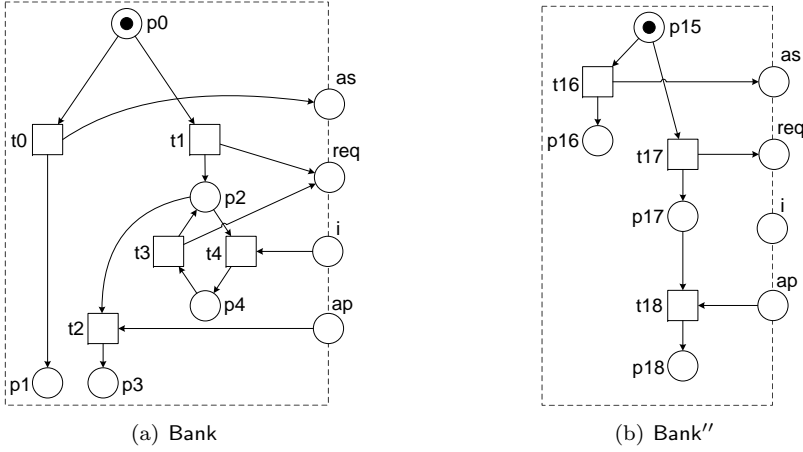 p0
p15
as
as
t16
t0
t1
req
req
p16
t17
p2
p17
i
i
t3
t4
ap
ap
p4
t18
t2
p18
p1
p3
(a) Bank
(b) Bank′′